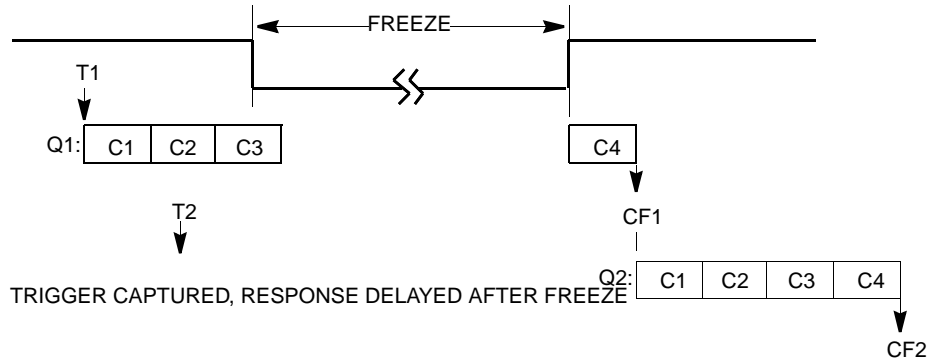 FREEZE
T1
Q1: C1 C2 C3 C4
T2
CF1
Q2: C1 C2 C3 C4
TRIGGER CAPTURED, RESPONSE DELAYED AFTER FREEZE
CF2